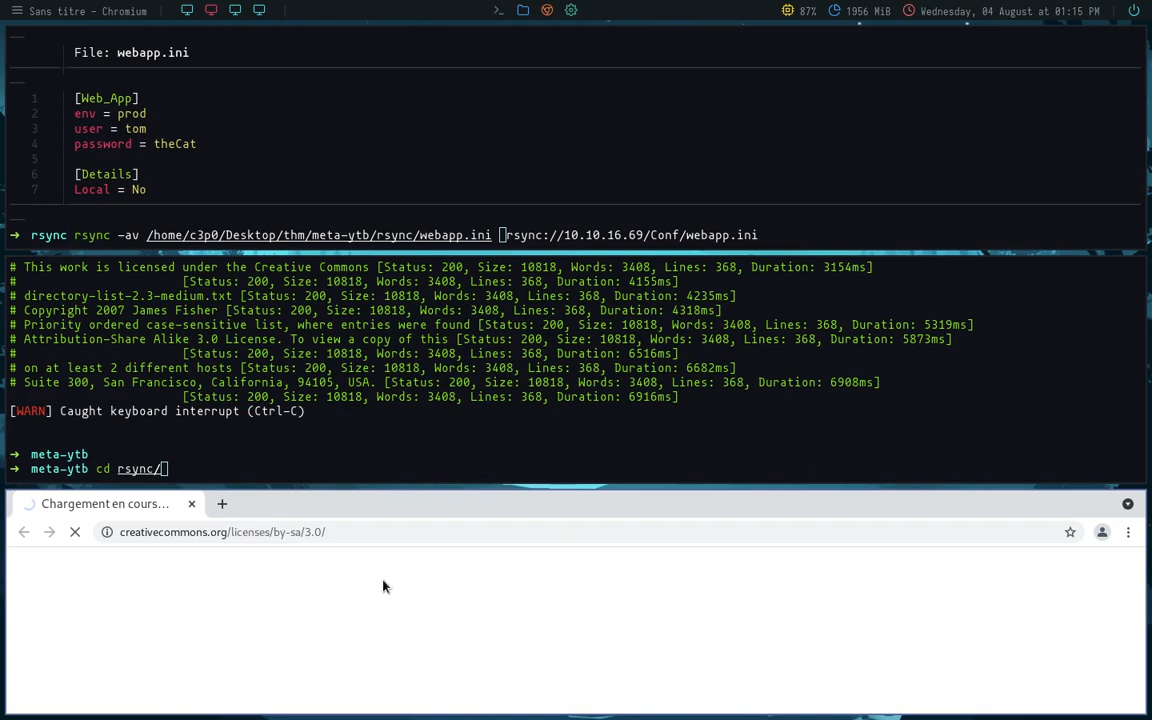 Sans titre - Chromium
87%
1956 MiB
Wednesday, 04 August at 01:15 PM
File: webapp.ini
1 [Web_App]
2 env = prod
3 user = tom
4 password = theCat
5
6 [Details]
7 Local = No
→ rsync rsync -av /home/c3p0/Desktop/thm/meta-ytb/rsync/webapp.ini rsync://10.10.16.69/Conf/webapp.ini
# This work is licensed under the Creative Commons [Status: 200, Size: 10818, Words: 3408, Lines: 368, Duration: 3154ms]
# [Status: 200, Size: 10818, Words: 3408, Lines: 368, Duration: 4155ms]
# directory-list-2.3-medium.txt [Status: 200, Size: 10818, Words: 3408, Lines: 368, Duration: 4235ms]
# Copyright 2007 James Fisher [Status: 200, Size: 10818, Words: 3408, Lines: 368, Duration: 4318ms]
# Priority ordered case-sensitive list, where entries were found [Status: 200, Size: 10818, Words: 3408, Lines: 368, Duration: 5319ms]
# Attribution-Share Alike 3.0 License. To view a copy of this [Status: 200, Size: 10818, Words: 3408, Lines: 368, Duration: 5873ms]
# [Status: 200, Size: 10818, Words: 3408, Lines: 368, Duration: 6516ms]
# on at least 2 different hosts [Status: 200, Size: 10818, Words: 3408, Lines: 368, Duration: 6682ms]
# Suite 300, San Francisco, California, 94105, USA. [Status: 200, Size: 10818, Words: 3408, Lines: 368, Duration: 6908ms]
[Status: 200, Size: 10818, Words: 3408, Lines: 368, Duration: 6916ms]
[WARN] Caught keyboard interrupt (Ctrl-C)
→ meta-ytb
→ meta-ytb cd rsync/
Chargement en cours…
creativecommons.org/licenses/by-sa/3.0/